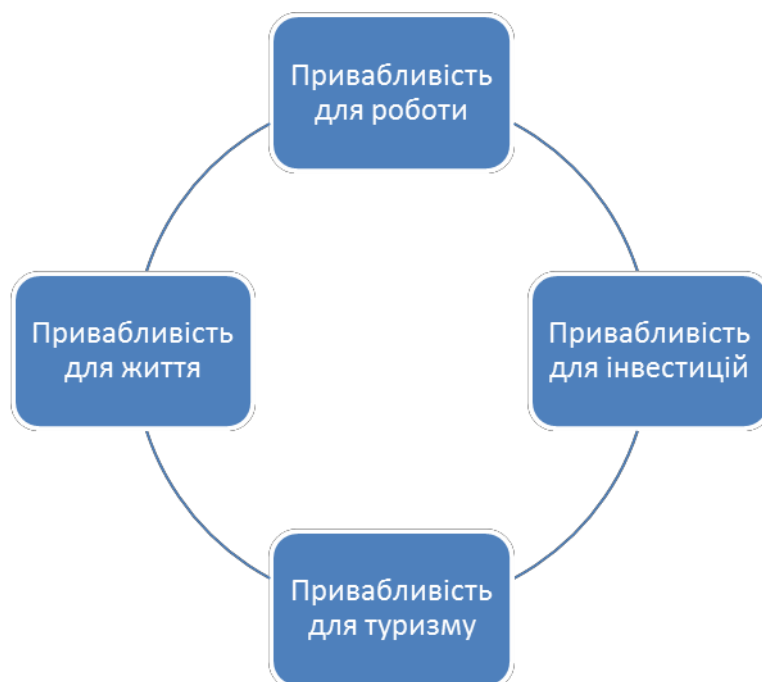 Привабливість
для роботи
Привабливість
для життя
Привабливість
для інвестицій
Привабливість
для туризму